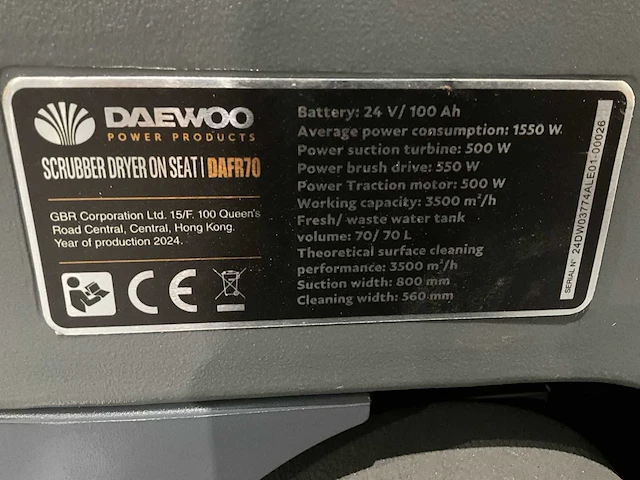 DAEWOO
POWER PRODUCTS
SCRUBBER DRYER ON SEAT | DAFR70
GBR Corporation Ltd. 15/F. 100 Queen's
Road Central, Central, Hong Kong.
Year of production 2024.
CE
Battery: 24 V/ 100 Ah
Average power consumption: 1550 W.
Power suction turbine: 500 W
Power brush drive: 550 W
Power Traction motor: 500 W
Working capacity: 3500 m²/h
Fresh/ waste water tank
volume: 70/ 70 L
Theoretical surface cleaning
performance: 3500 m²/h
Suction width: 800 mm
Cleaning width: 560 mm
SERIAL N° 24DW03774ALE01-00026